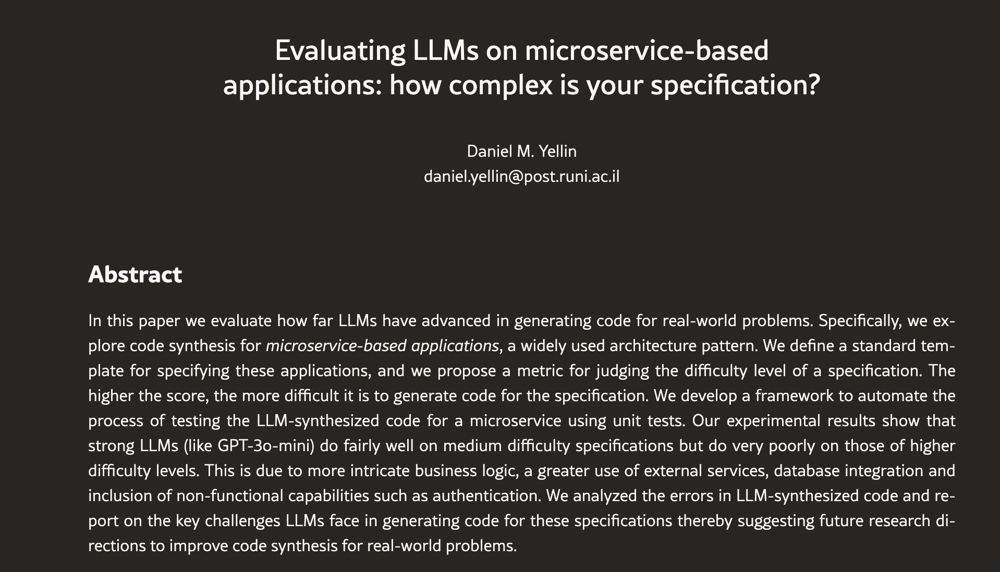 Evaluating LLMs on microservice-based
applications: how complex is your specification?
Daniel M. Yellin
daniel.yellin@post.runi.ac.il
Abstract
In this paper we evaluate how far LLMs have advanced in generating code for real-world problems. Specifically, we ex-
plore code synthesis for microservice-based applications, a widely used architecture pattern. We define a standard tem-
plate for specifying these applications, and we propose a metric for judging the difficulty level of a specification. The
higher the score, the more difficult it is to generate code for the specification. We develop a framework to automate the
process of testing the LLM-synthesized code for a microservice using unit tests. Our experimental results show that
strong LLMs (like GPT-3o-mini) do fairly well on medium difficulty specifications but do very poorly on those of higher
difficulty levels. This is due to more intricate business logic, a greater use of external services, database integration and
inclusion of non-functional capabilities such as authentication. We analyzed the errors in LLM-synthesized code and re-
port on the key challenges LLMs face in generating code for these specifications thereby suggesting future research di-
rections to improve code synthesis for real-world problems.